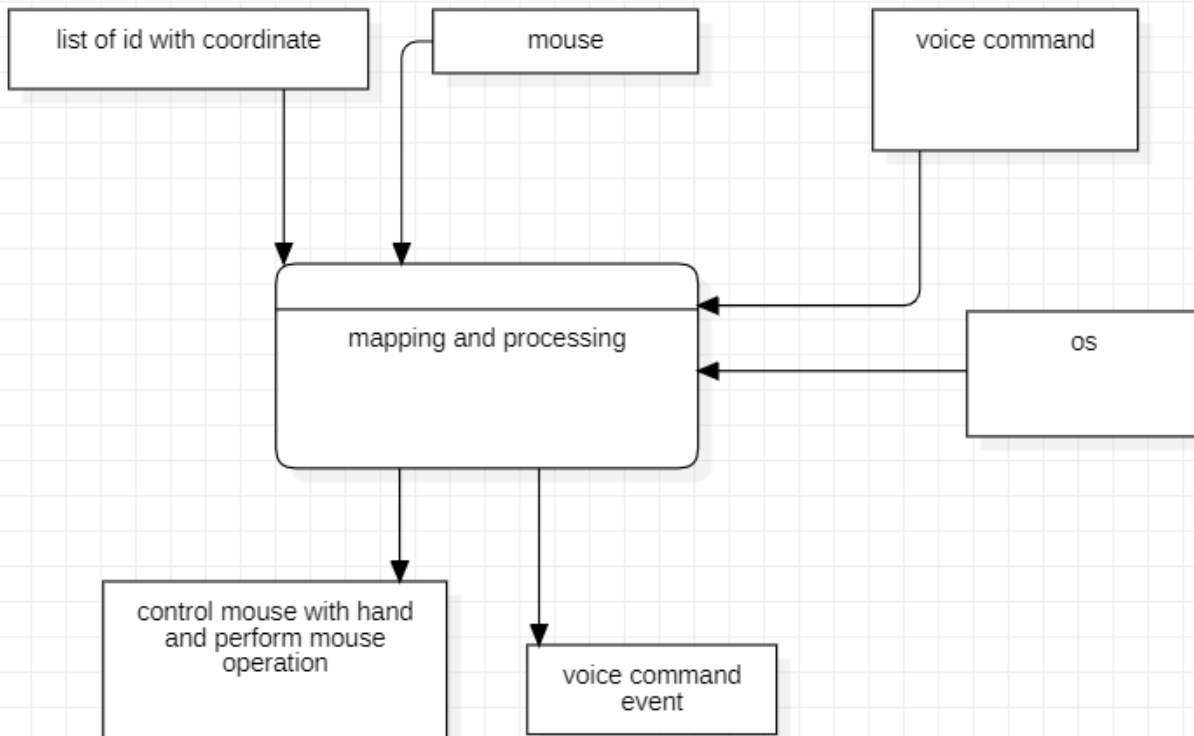 list of id with coordinate
mouse
voice command
mapping and processing
os
control mouse with hand
and perform mouse
operation
voice command
event